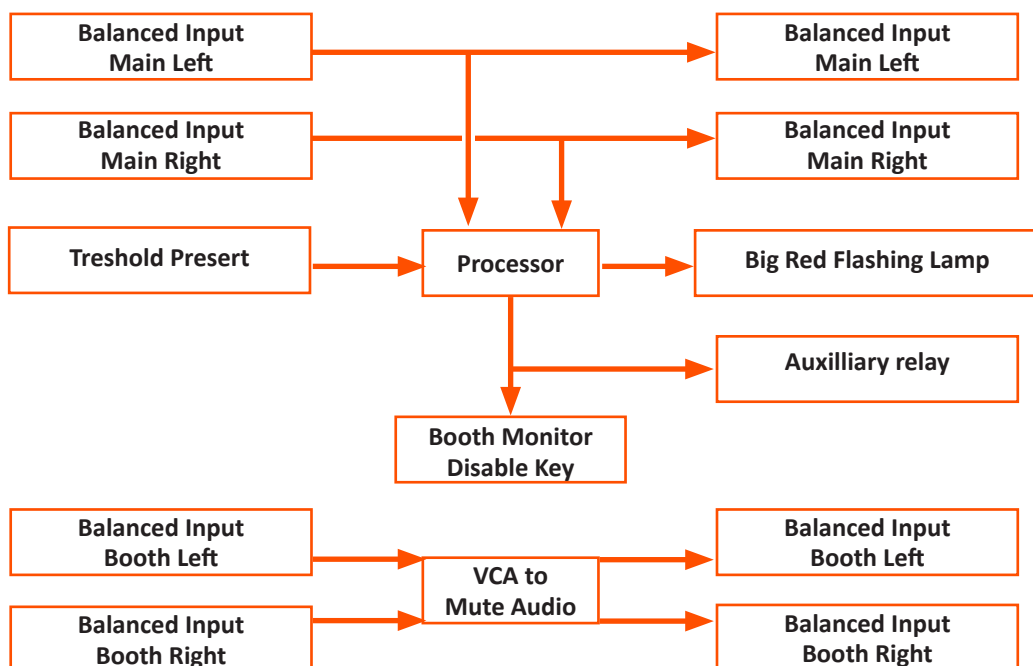 Balanced Input
Main Left
Balanced Input
Main Left
Balanced Input
Main Right
Balanced Input
Main Right
Treshold Presert
Processor
Big Red Flashing Lamp
Auxilliary relay
Booth Monitor
Disable Key
Balanced Input
Booth Left
VCA to
Mute Audio
Balanced Input
Booth Left
Balanced Input
Booth Right
Balanced Input
Booth Right